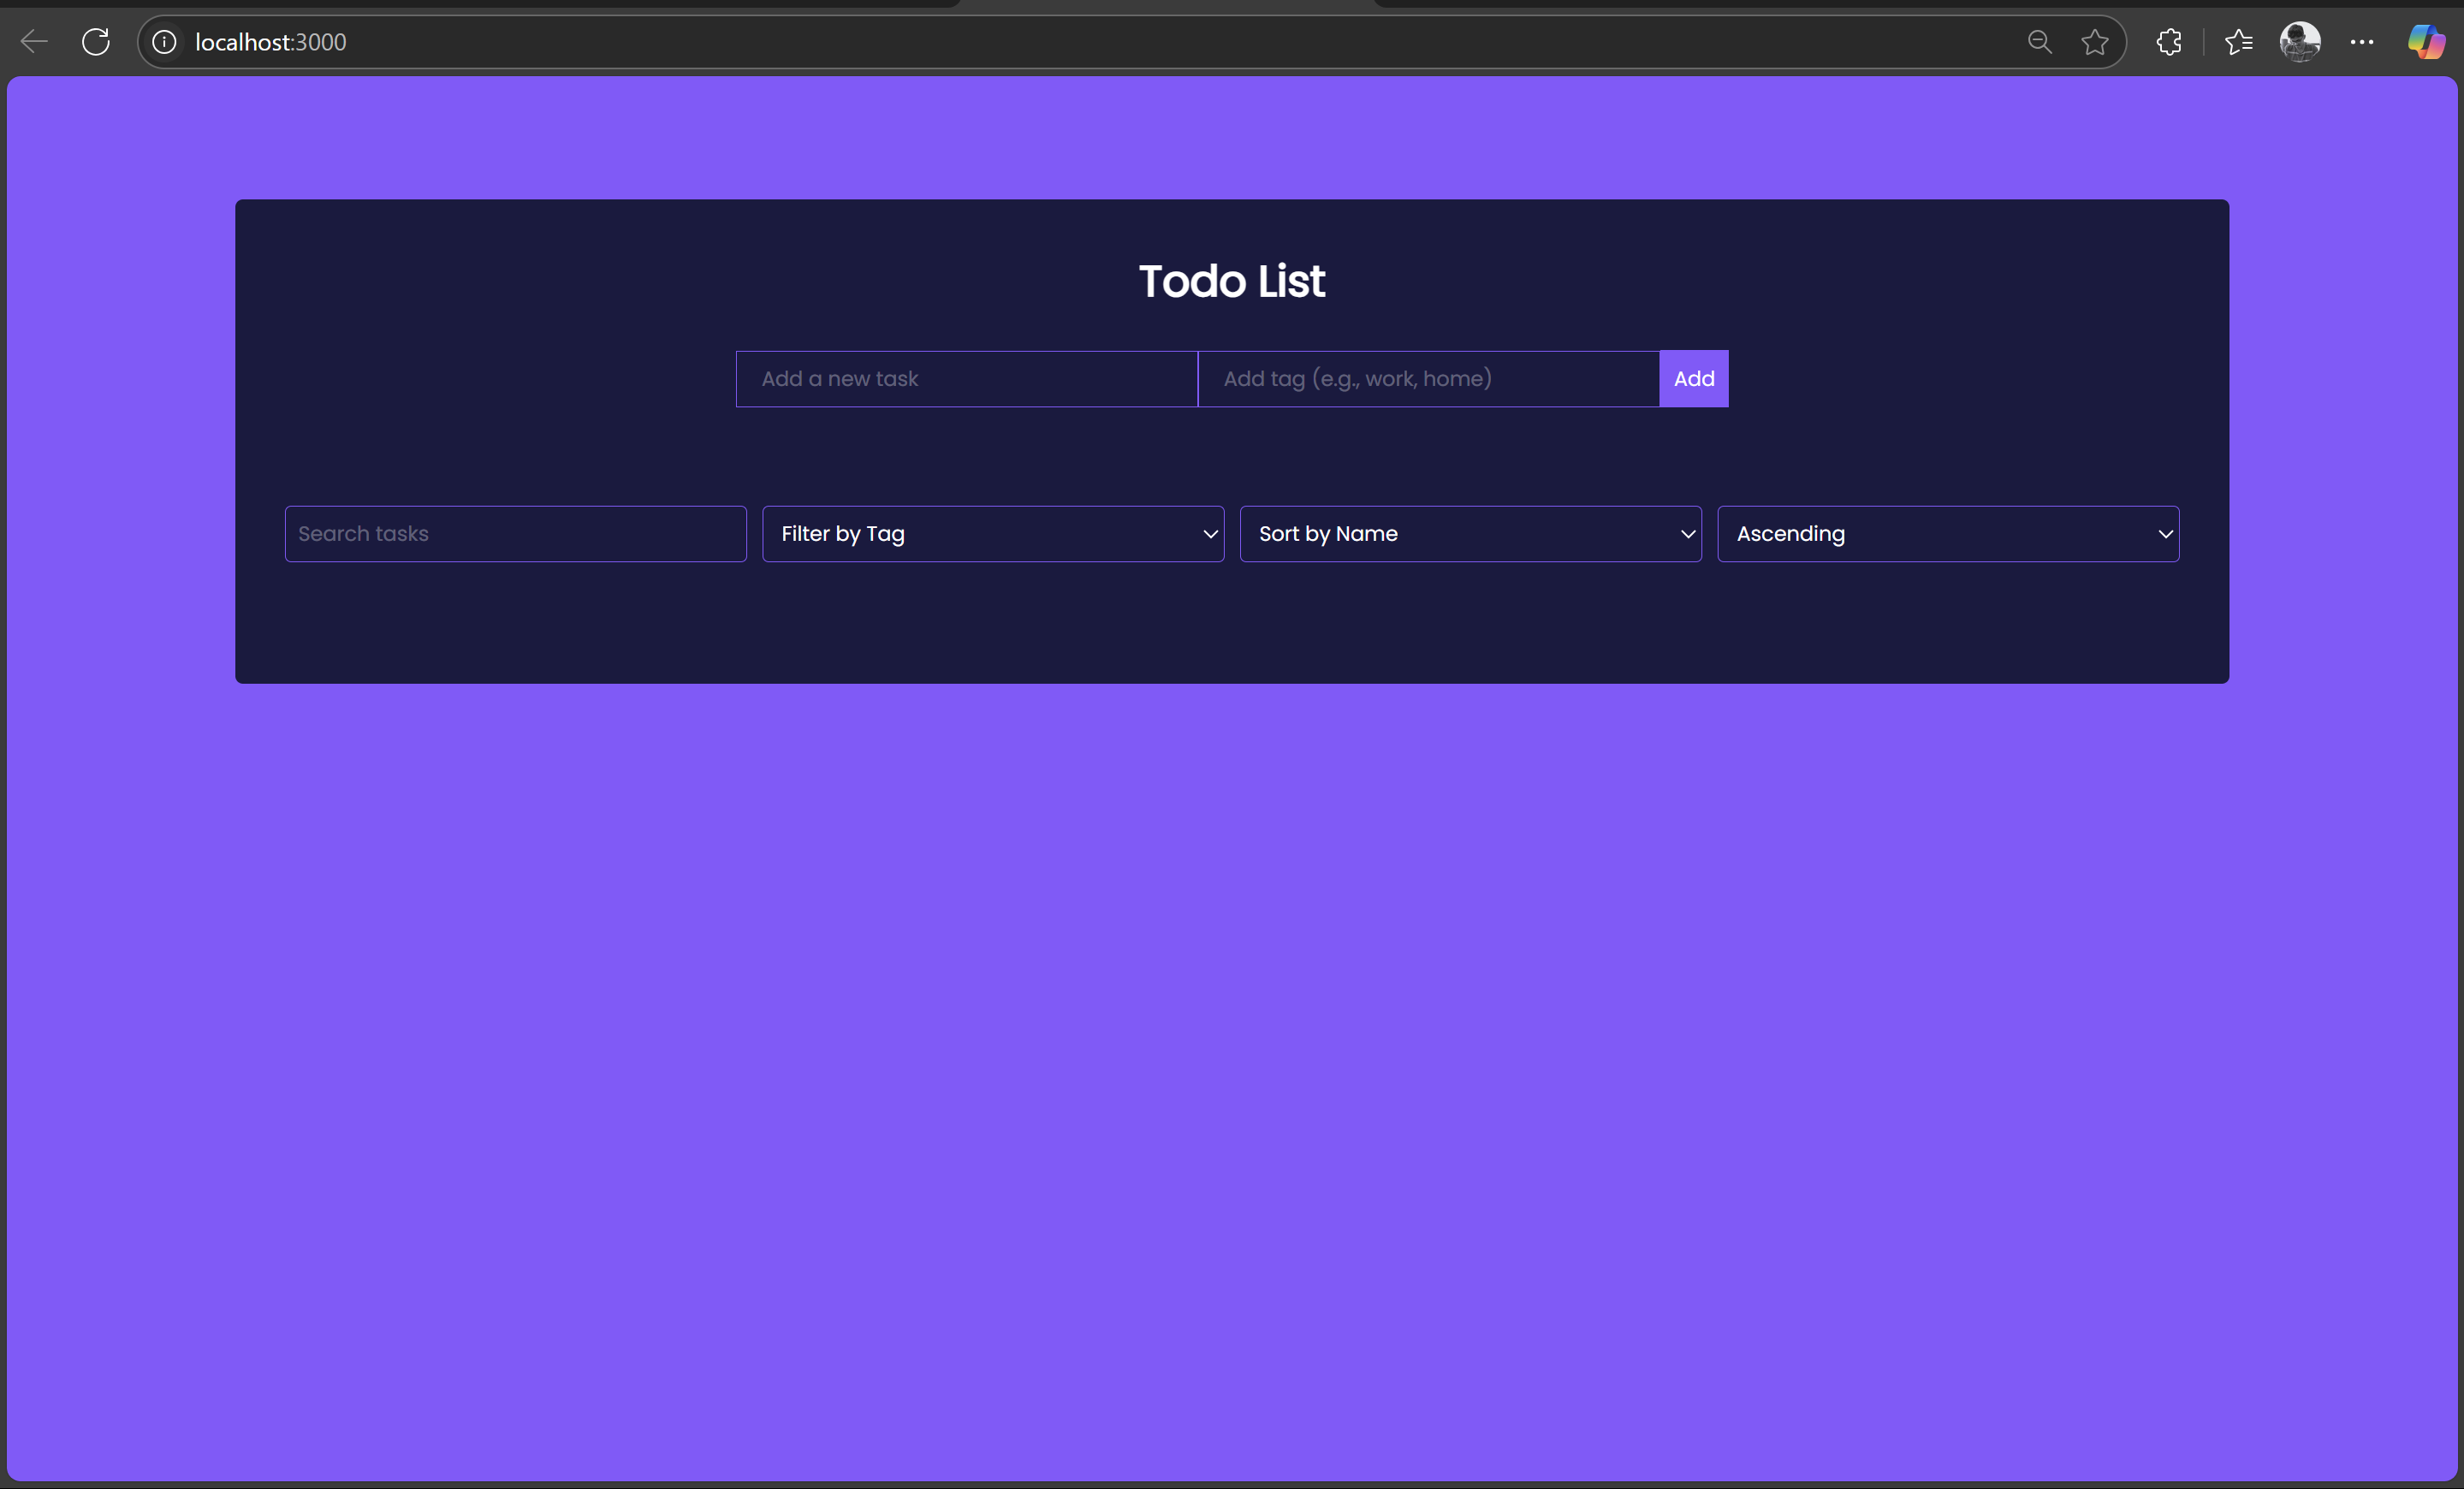 localhost:3000
Todo List
Add a new task Add tag (e.g., work, home) Add
Search tasks Filter by Tag Sort by Name Ascending